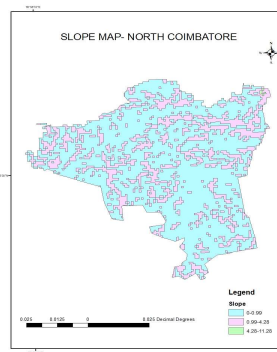 SLOPE MAP- NORTH COIMBATORE
Legend
Slope
0-0.99
0.99-4.28
4.28-11.28
0.025 0.0125 0 0.025 Decimal Degrees